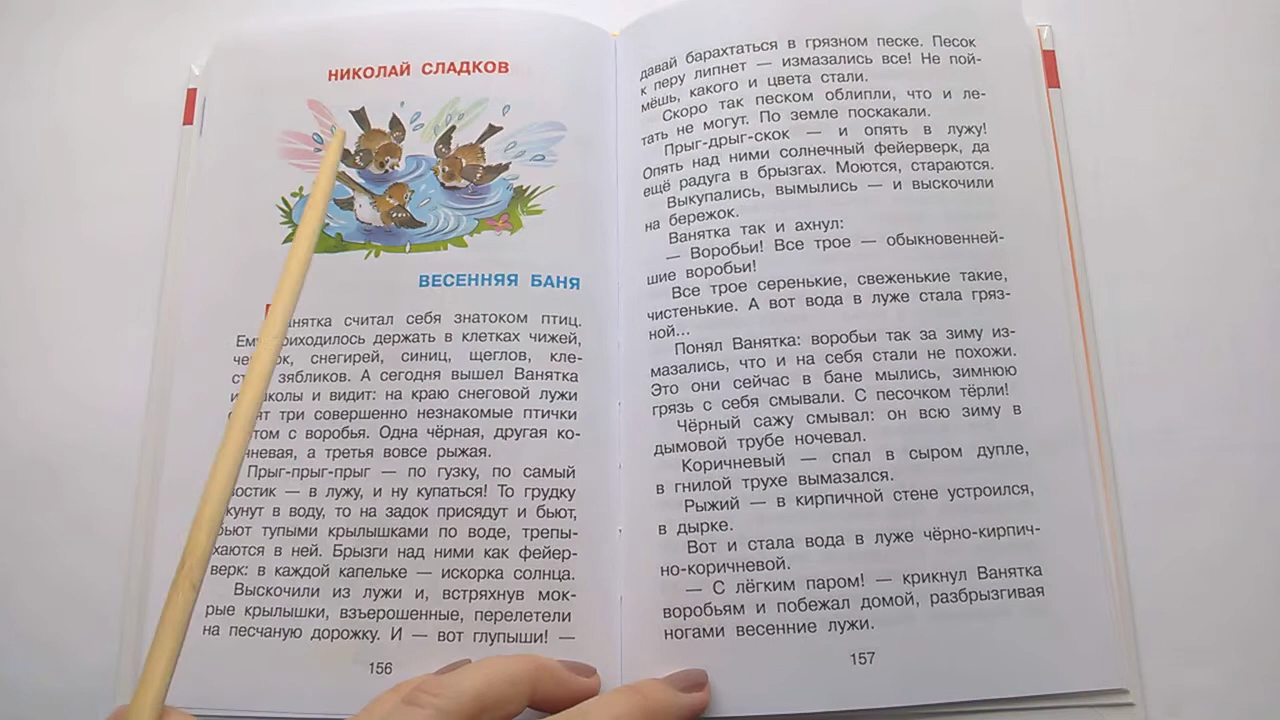 НИКОЛАЙ СЛАДКОВ
ВЕСЕННЯЯ БАНЯ
Ванятка считал себя знатоком птиц.
приходилось держать в клетках чижей,
снегирей, синиц, щеглов, кле-
зябликов. А сегодня вышел Ванятка
и видит: на краю снеговой лужи
три совершенно незнакомые птички
с воробья. Одна чёрная, другая ко-
а третья вовсе рыжая.
Прыг-прыг-прыг — по гузку, по самый
— в лужу, и ну купаться! То грудку
в воду, то на задок присядут и бьют,
бьют тупыми крылышками по воде, трепы-
хаются в ней. Брызги над ними как фейер-
верк: в каждой капельке — искорка солнца.
Выскочили из лужи и, встряхнув мок-
рые крылышки, взъерошенные, перелетели
на песчаную дорожку. И — вот глупыши! —
156
давай барахтаться в грязном песке. Песок
к перу липнет — измазались все! Не пой-
мёшь, какого и цвета стали.
Скоро так песком облипли, что и ле-
тать не могут. По земле поскакали.
Прыг-дрыг-скок — и опять в лужу!
Опять над ними солнечный фейерверк, да
ещё радуга в брызгах. Моются, стараются.
Выкупались, вымылись — и выскочили
на бережок.
Ванятка так и ахнул:
— Воробьи! Все трое — обыкновенней-
шие воробьи!
Все трое серенькие, свеженькие такие,
чистенькие. А вот вода в луже стала гряз-
ной...
Понял Ванятка: воробьи так за зиму из-
мазались, что и на себя стали не похожи.
Это они сейчас в бане мылись, зимнюю
грязь с себя смывали. С песочком тёрли!
Чёрный сажу смывал: он всю зиму в
дымовой трубе ночевал.
Коричневый — спал в сыром дупле,
в гнилой трухе вымазался.
Рыжий — в кирпичной стене устроился,
в дырке.
Вот и стала вода в луже чёрно-кирпич-
но-коричневой.
— С лёгким паром! — крикнул Ванятка
воробьям и побежал домой, разбрызгивая
ногами весенние лужи.
157